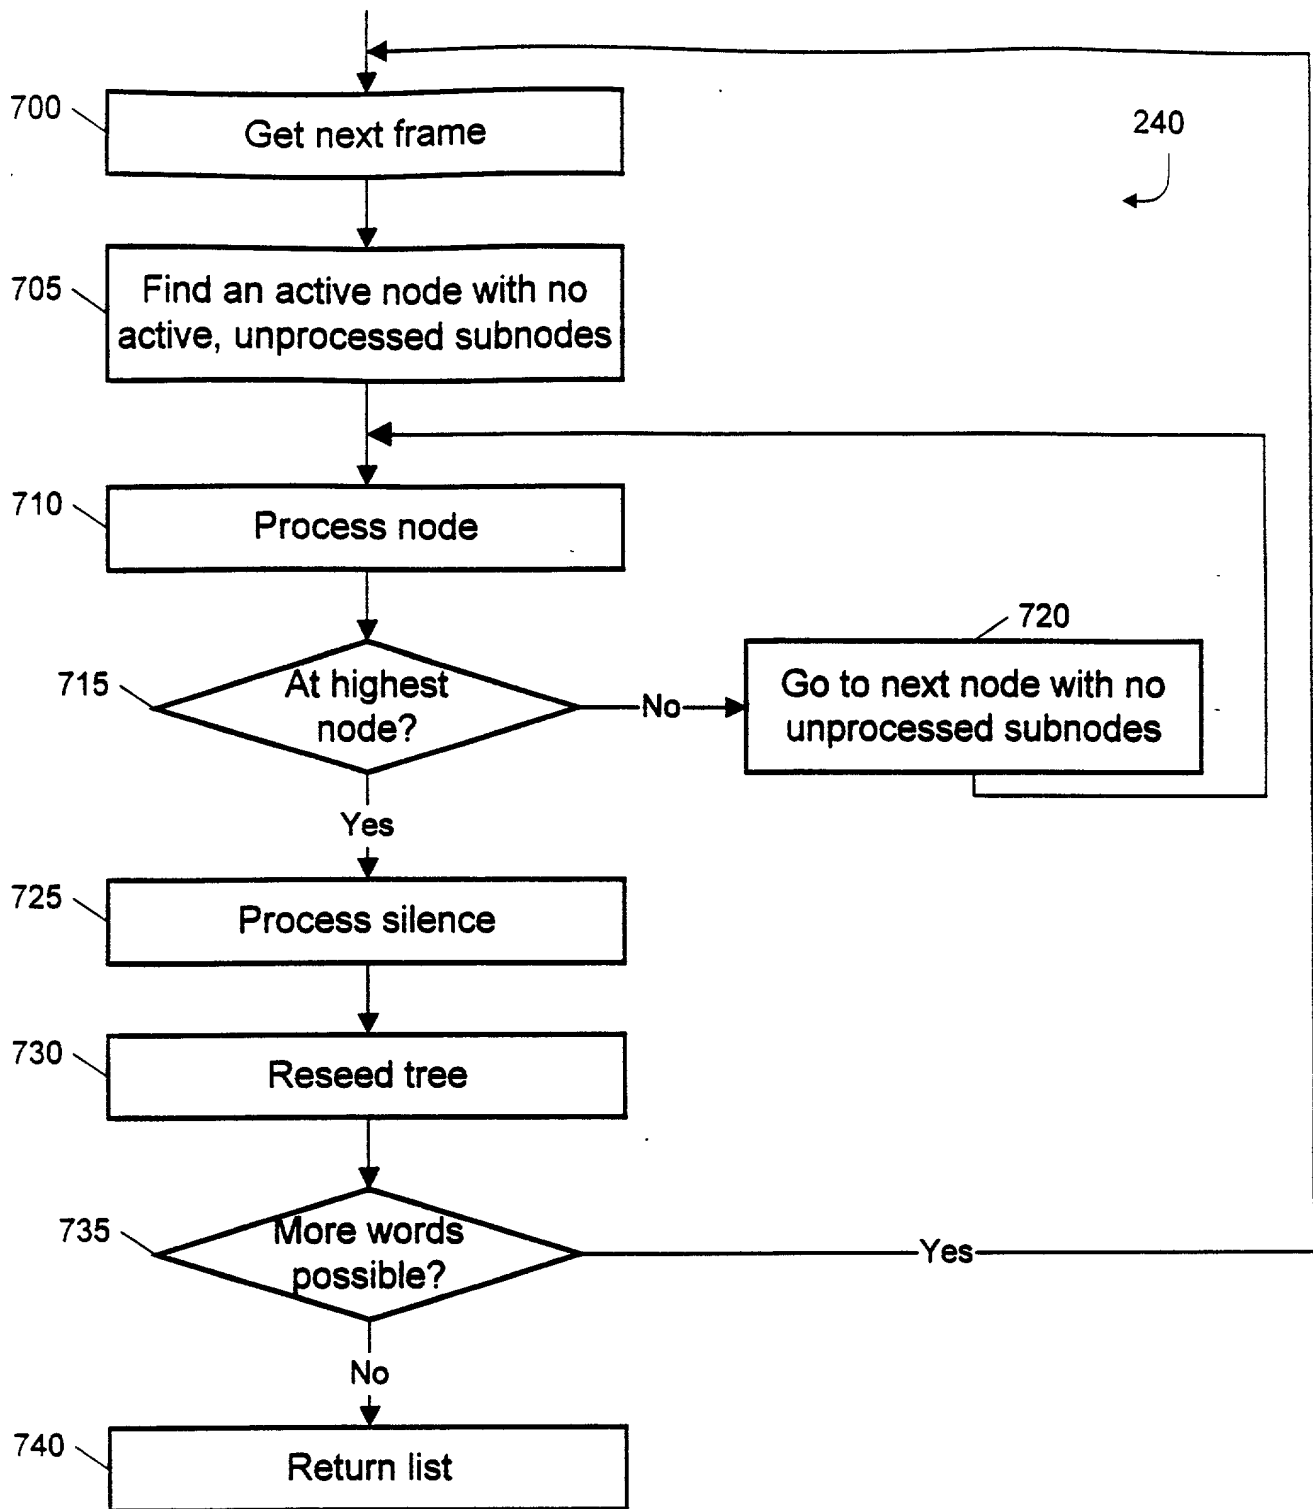 700
Get next frame
240
705
Find an active node with no
active, unprocessed subnodes
710
Process node
715
At highest
node?
No
720
Go to next node with no
unprocessed subnodes
Yes
725
Process silence
730
Reseed tree
735
More words
possible?
Yes
No
740
Return list